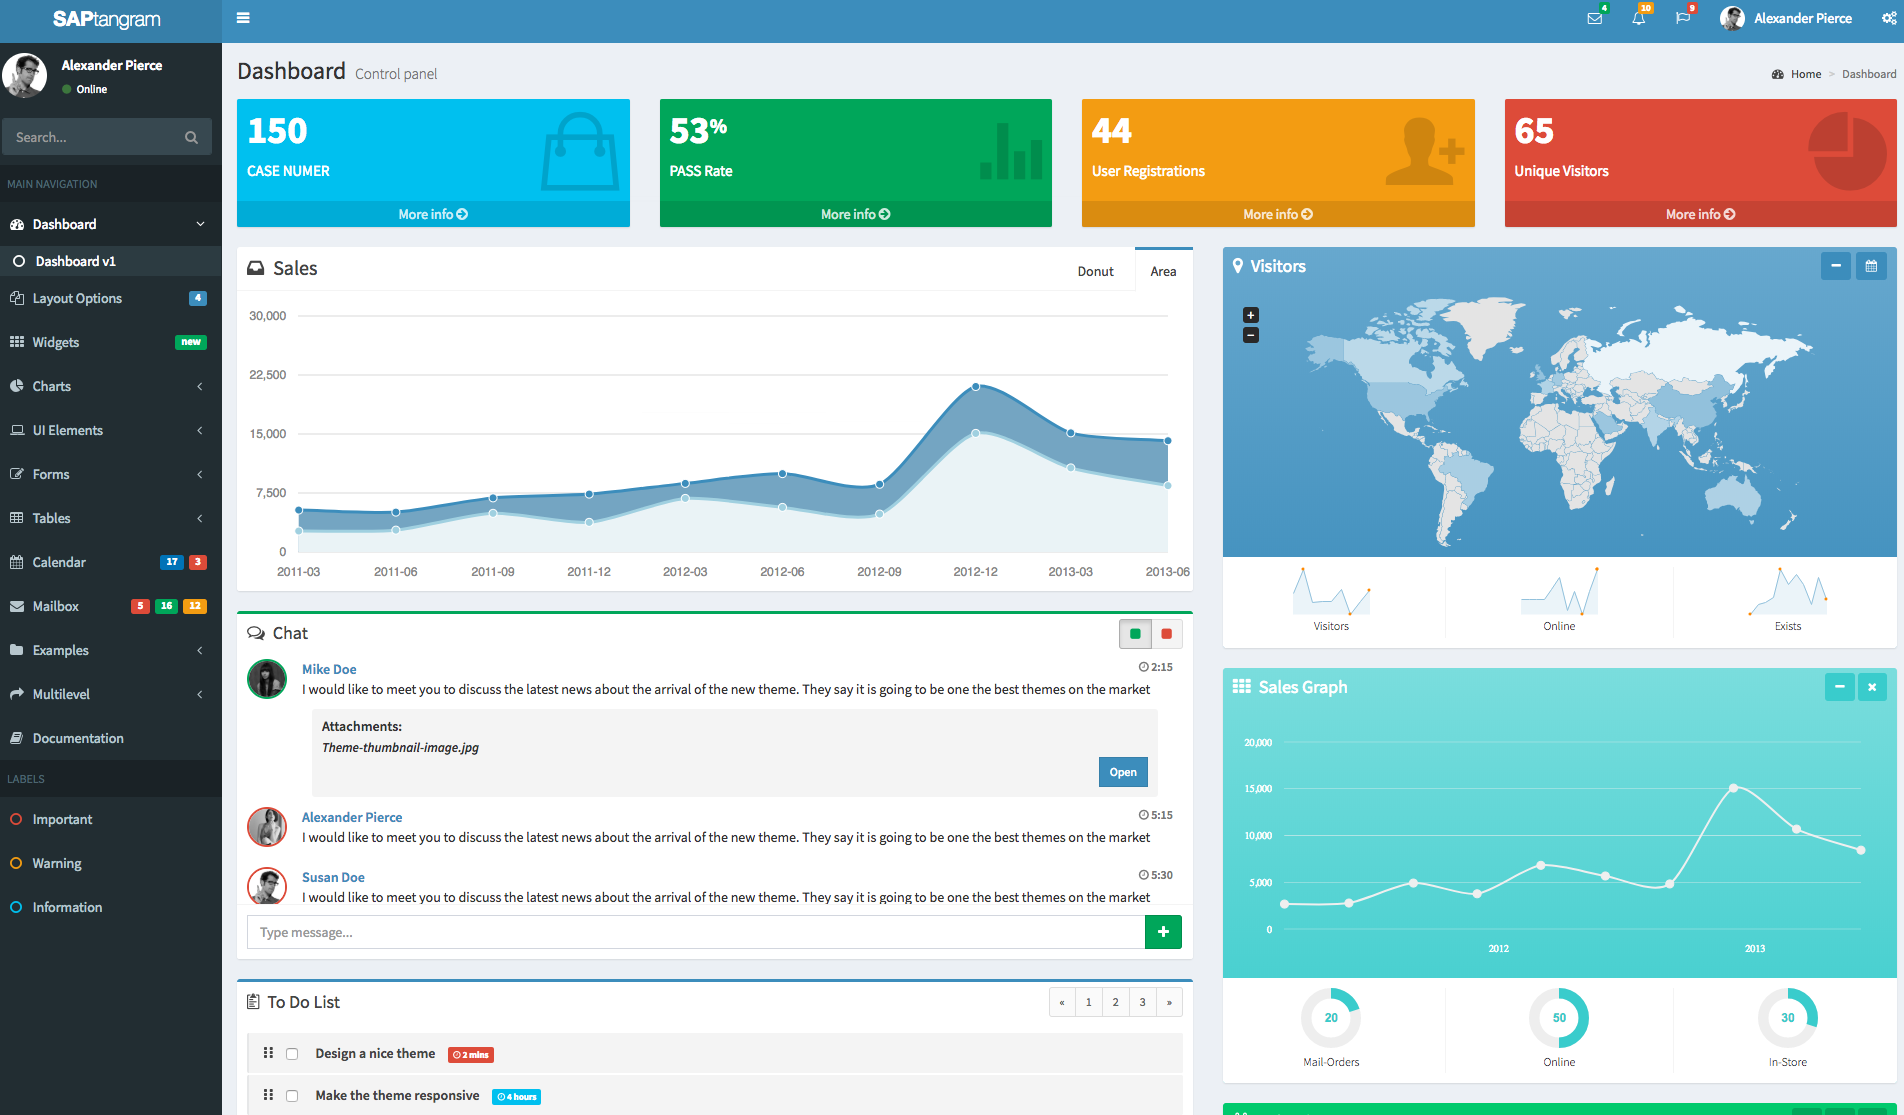 SAPtangram
4
10
9
Alexander Pierce
Alexander Pierce
Online
Search...
MAIN NAVIGATION
Dashboard
Dashboard v1
Layout Options 4
Widgets new
Charts
UI Elements
Forms
Tables
Calendar 17 3
Mailbox 5 16 12
Examples
Multilevel
Documentation
LABELS
Important
Warning
Information
Dashboard Control panel
Home > Dashboard
150
CASE NUMER
More info
53%
PASS Rate
More info
44
User Registrations
More info
65
Unique Visitors
More info
Sales
Donut
Area
30,000
22,500
15,000
7,500
0
2011-03 2011-06 2011-09 2011-12 2012-03 2012-06 2012-09 2012-12 2013-03 2013-06
Chat
Mike Doe
2:15
I would like to meet you to discuss the latest news about the arrival of the new theme. They say it is going to be one the best themes on the market
Attachments:
Theme-thumbnail-image.jpg
Open
Alexander Pierce
5:15
I would like to meet you to discuss the latest news about the arrival of the new theme. They say it is going to be one the best themes on the market
Susan Doe
5:30
I would like to meet you to discuss the latest news about the arrival of the new theme. They say it is going to be one the best themes on the market
Type message...
+
To Do List
« 1 2 3 »
Design a nice theme 2 mins
Make the theme responsive 4 hours
Visitors
+
−
Visitors
Online
Exists
Sales Graph
20,000
15,000
10,000
5,000
0
2012 2013
20
Mail-Orders
50
Online
30
In-Store